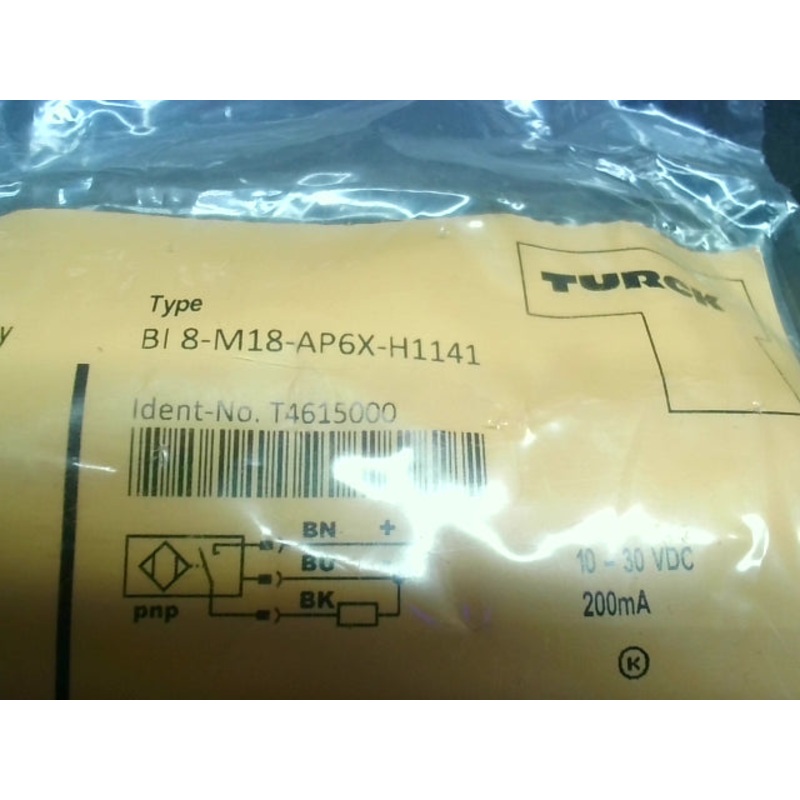 TURCK
Type
y
BI 8-M18-AP6X-H1141
Ident-No. T4615000
BN +
BU
BK
pnp
10 - 30 VDC
200mA
K